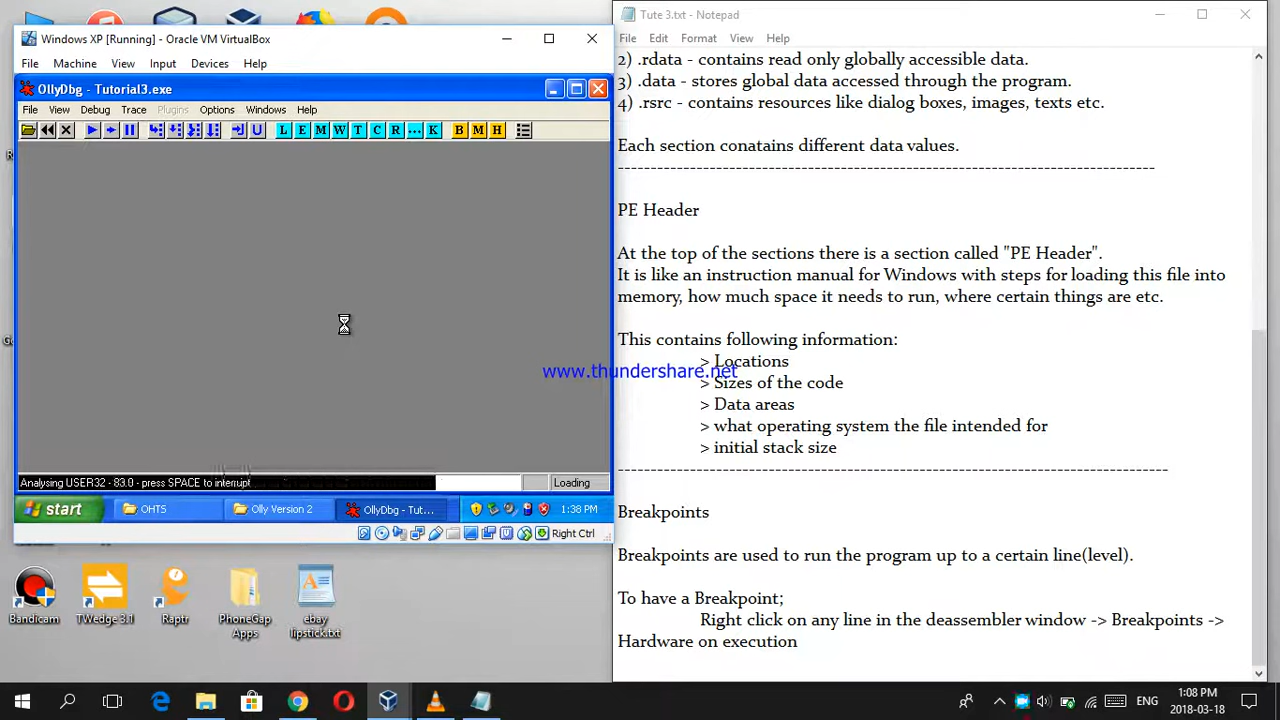 Windows XP [Running] - Oracle VM VirtualBox
File Machine View Input Devices Help
OllyDbg - Tutorial3.exe
File View Debug Trace Plugins Options Windows Help
L E M W T C R ... K B M H
Analysing USER32 - 83.0 - press SPACE to interrupt
Loading
start
OHTS
Olly Version 2
OllyDbg - Tut...
1:38 PM
Right Ctrl
Tute 3.txt - Notepad
File Edit Format View Help
2) .rdata - contains read only globally accessible data.
3) .data - stores global data accessed through the program.
4) .rsrc - contains resources like dialog boxes, images, texts etc.
Each section conatains different data values.
PE Header
At the top of the sections there is a section called "PE Header".
It is like an instruction manual for Windows with steps for loading this file into
memory, how much space it needs to run, where certain things are etc.
This contains following information:
> Locations
> Sizes of the code
> Data areas
> what operating system the file intended for
> initial stack size
www.thundershare.net
Breakpoints
Breakpoints are used to run the program up to a certain line(level).
To have a Breakpoint;
Right click on any line in the deassembler window -> Breakpoints ->
Hardware on execution
Bandicam
TWedge 3.1
Raptr
PhoneGap
Apps
ebay
lipstick.txt
ENG
1:08 PM
2018-03-18